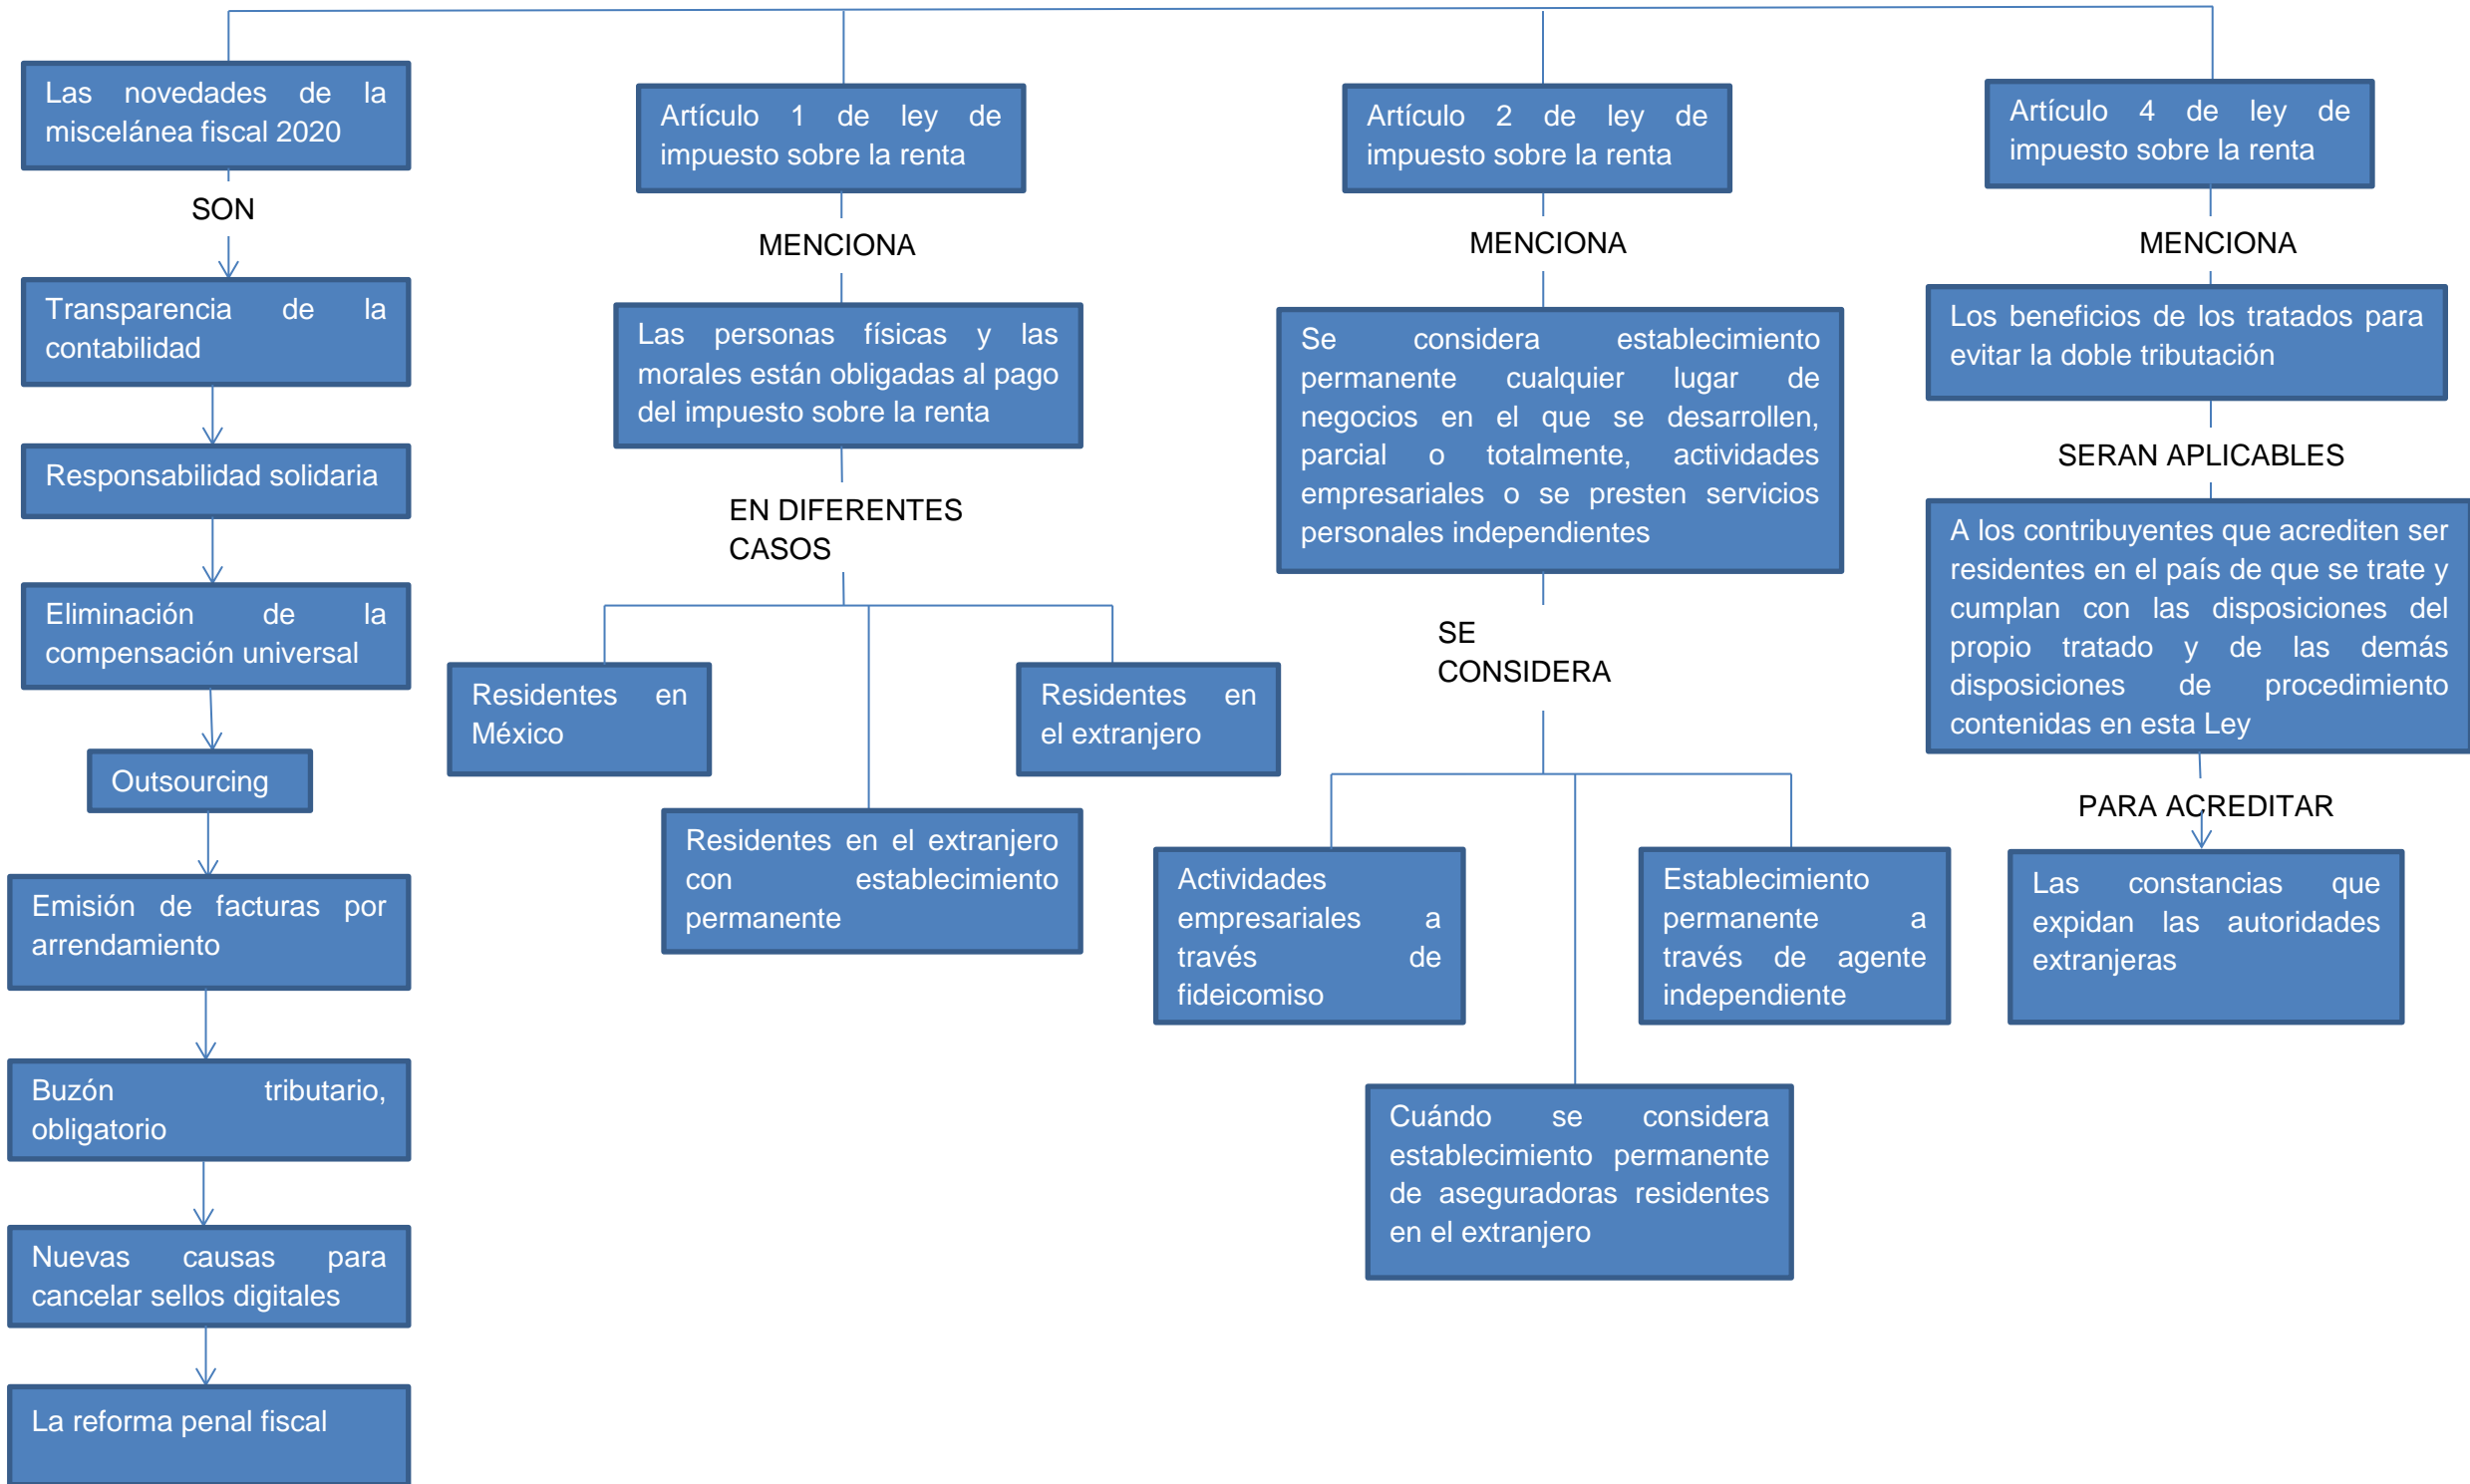 Las novedades de la
miscelánea fiscal 2020
SON
Transparencia de la
contabilidad
Responsabilidad solidaria
Eliminación de la
compensación universal
Outsourcing
Emisión de facturas por
arrendamiento
Buzón tributario,
obligatorio
Nuevas causas para
cancelar sellos digitales
La reforma penal fiscal
Artículo 1 de ley de
impuesto sobre la renta
MENCIONA
Las personas físicas y las
morales están obligadas al pago
del impuesto sobre la renta
EN DIFERENTES
CASOS
Residentes en
México
Residentes en el extranjero
con establecimiento
permanente
Residentes en
el extranjero
Artículo 2 de ley de
impuesto sobre la renta
MENCIONA
Se considera establecimiento
permanente cualquier lugar de
negocios en el que se desarrollen,
parcial o totalmente, actividades
empresariales o se presten servicios
personales independientes
SE
CONSIDERA
Actividades
empresariales a
través de
fideicomiso
Cuándo se considera
establecimiento permanente
de aseguradoras residentes
en el extranjero
Establecimiento
permanente a
través de agente
independiente
Artículo 4 de ley de
impuesto sobre la renta
MENCIONA
Los beneficios de los tratados para
evitar la doble tributación
SERAN APLICABLES
A los contribuyentes que acrediten ser
residentes en el país de que se trate y
cumplan con las disposiciones del
propio tratado y de las demás
disposiciones de procedimiento
contenidas en esta Ley
PARA ACREDITAR
Las constancias que
expidan las autoridades
extranjeras